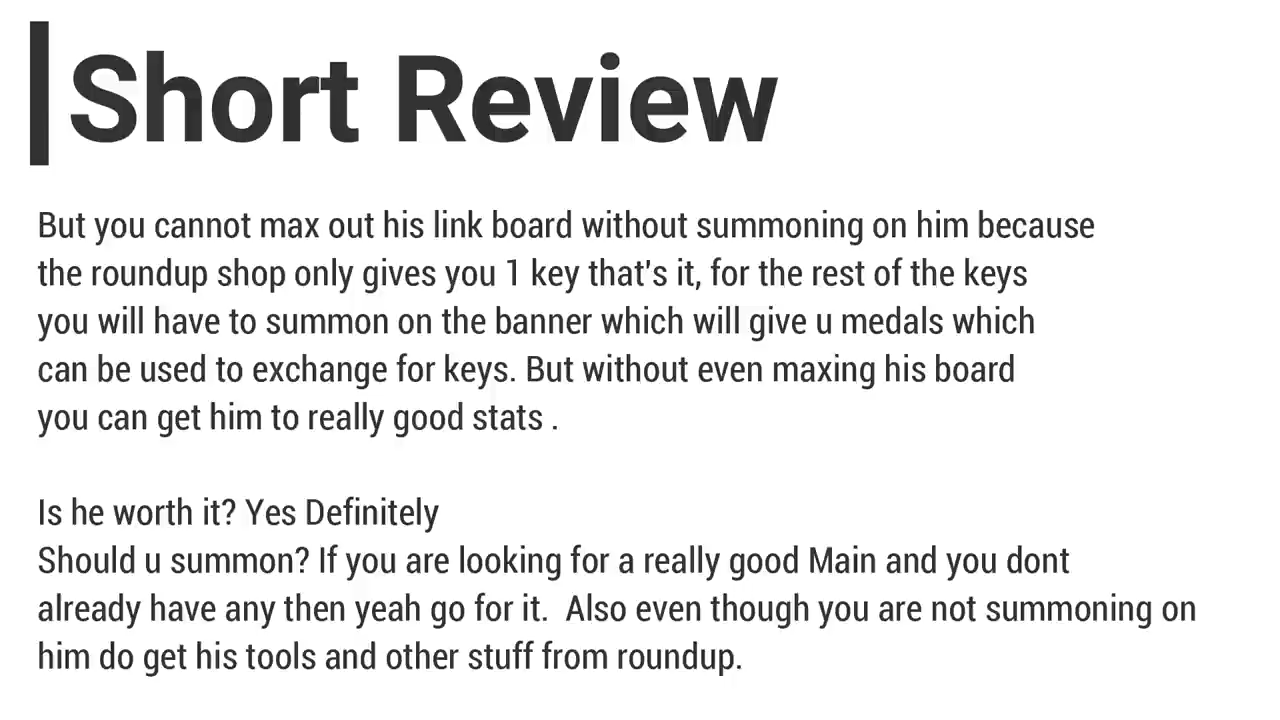 Short Review
But you cannot max out his link board without summoning on him because
the roundup shop only gives you 1 key that's it, for the rest of the keys
you will have to summon on the banner which will give u medals which
can be used to exchange for keys. But without even maxing his board
you can get him to really good stats .
Is he worth it? Yes Definitely
Should u summon? If you are looking for a really good Main and you dont
already have any then yeah go for it.  Also even though you are not summoning on
him do get his tools and other stuff from roundup.